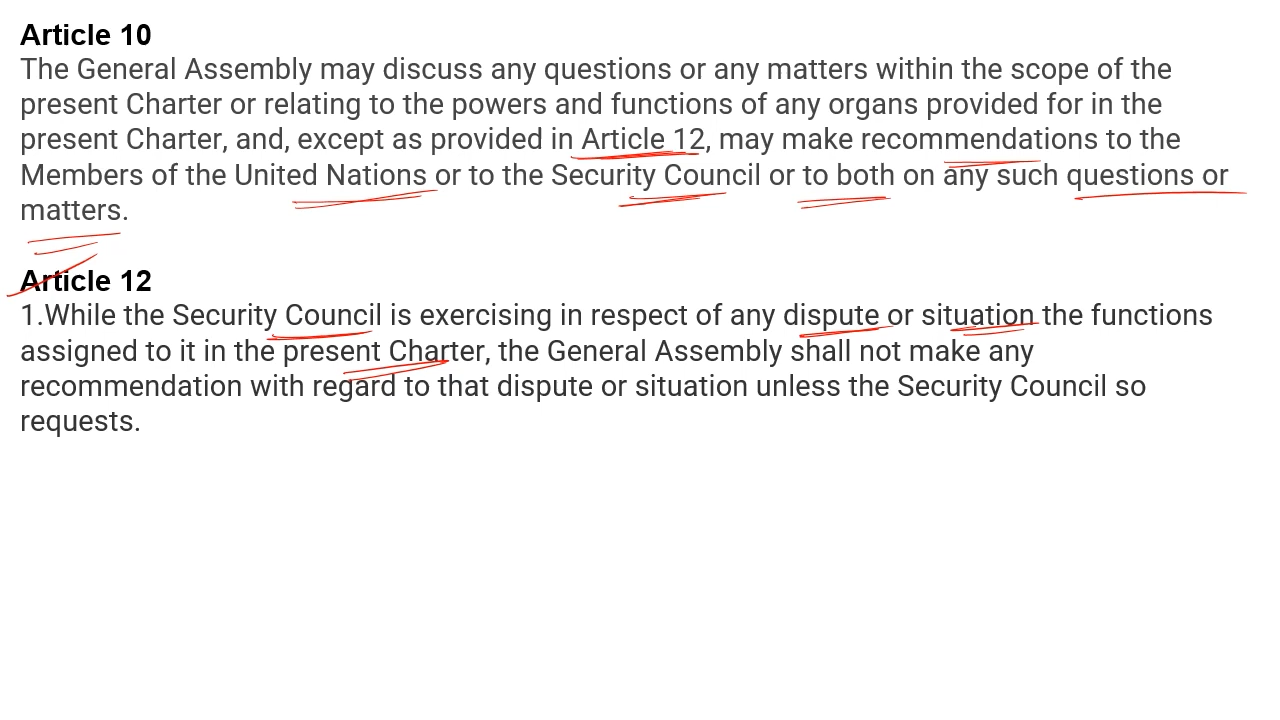 Article 10
The General Assembly may discuss any questions or any matters within the scope of the
present Charter or relating to the powers and functions of any organs provided for in the
present Charter, and, except as provided in Article 12, may make recommendations to the
Members of the United Nations or to the Security Council or to both on any such questions or
matters.
Article 12
1.While the Security Council is exercising in respect of any dispute or situation the functions
assigned to it in the present Charter, the General Assembly shall not make any
recommendation with regard to that dispute or situation unless the Security Council so
requests.